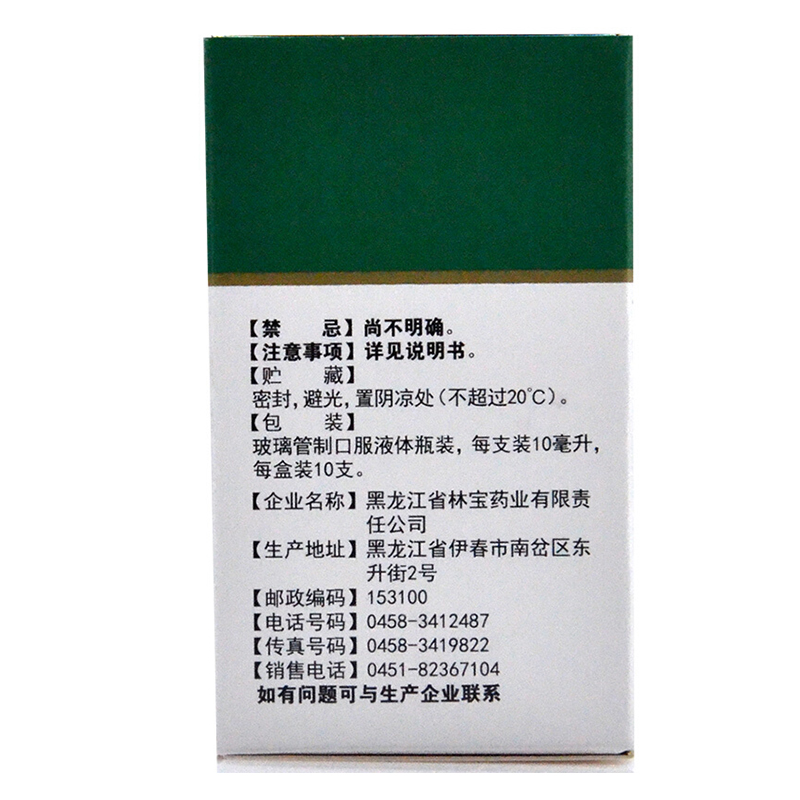 【禁 忌】尚不明确。
【注意事项】详见说明书。
【贮 藏】
密封,避光,置阴凉处(不超过20℃)。
【包 装】
玻璃管制口服液体瓶装,每支装10毫升,
每盒装10支。
【企业名称】黑龙江省林宝药业有限责
任公司
【生产地址】黑龙江省伊春市南岔区东
升街2号
【邮政编码】153100
【电话号码】0458-3412487
【传真号码】0458-3419822
【销售电话】0451-82367104
如有问题可与生产企业联系